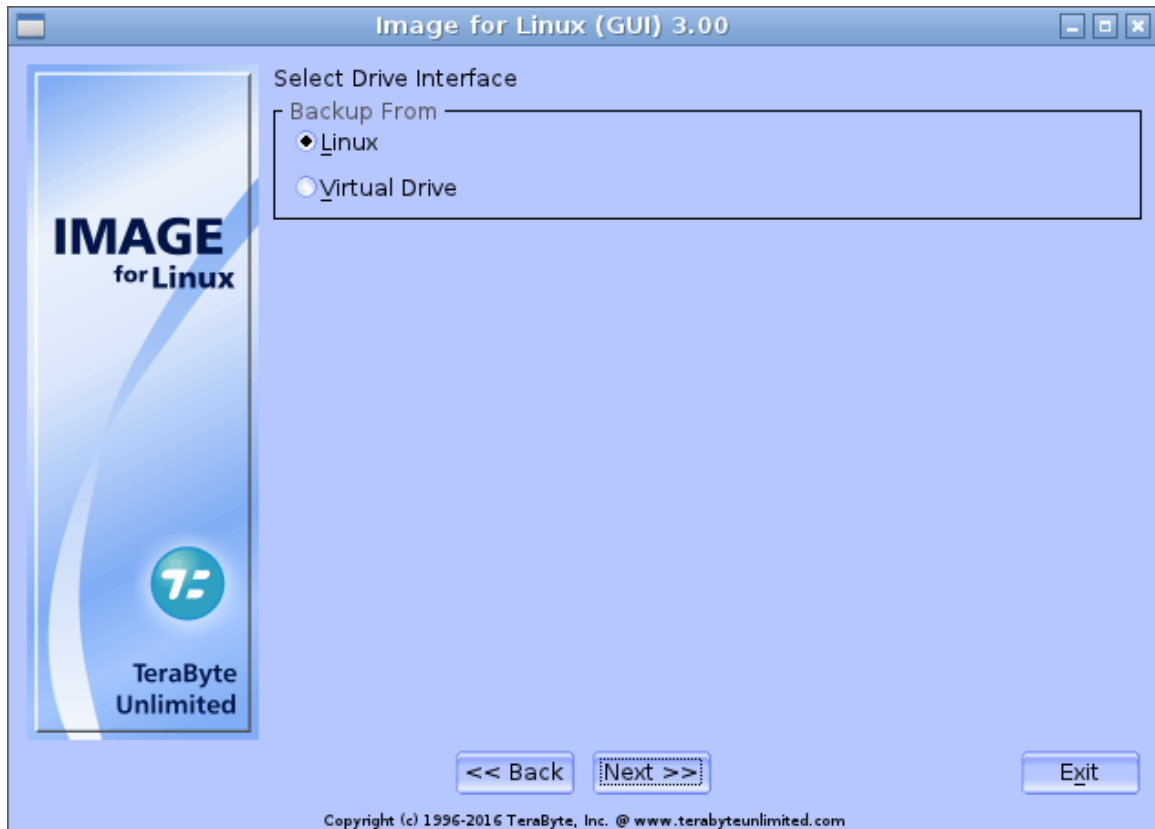 Image for Linux (GUI) 3.00
Select Drive Interface
Backup From
Linux
Virtual Drive
IMAGE
for Linux
TeraByte
Unlimited
<< Back
Next >>
Exit
Copyright (c) 1996-2016 TeraByte, Inc. @ www.terabyteunlimited.com